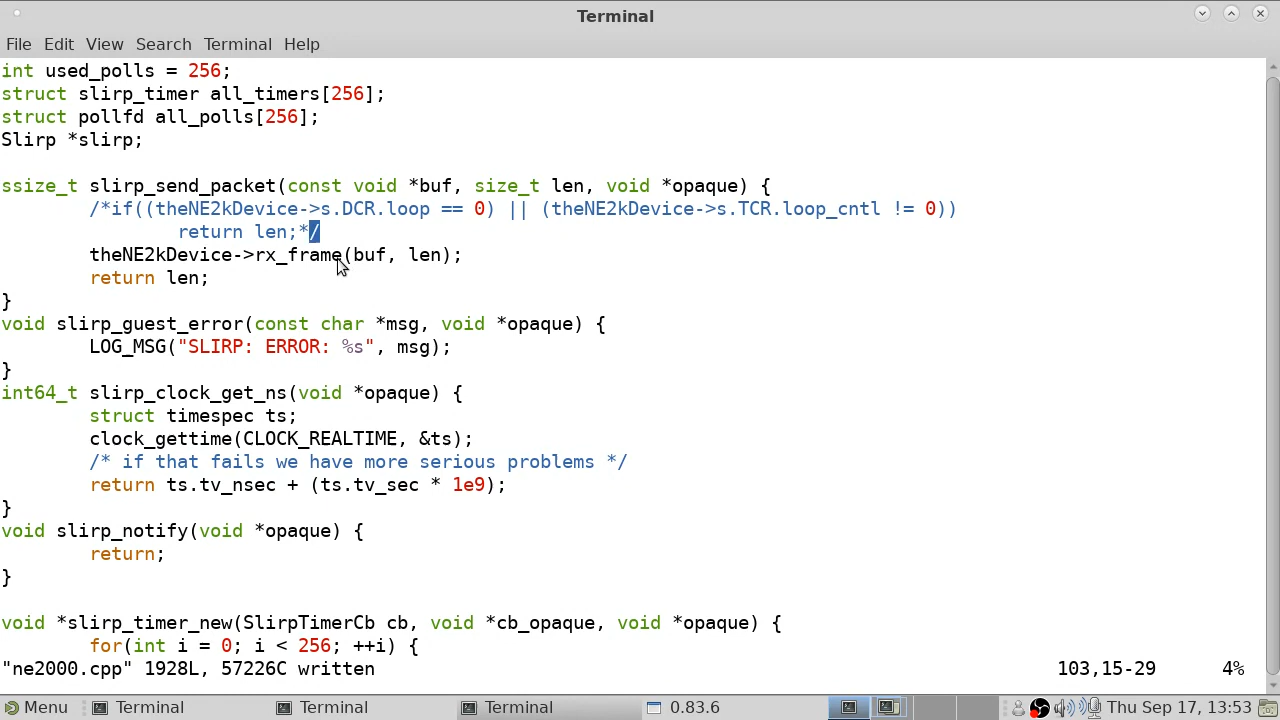 Terminal
File Edit View Search Terminal Help
int used_polls = 256;
struct slirp_timer all_timers[256];
struct pollfd all_polls[256];
Slirp *slirp;
ssize_t slirp_send_packet(const void *buf, size_t len, void *opaque) {
/*if((theNE2kDevice->s.DCR.loop == 0) || (theNE2kDevice->s.TCR.loop_cntl != 0))
return len;*/
theNE2kDevice->rx_frame(buf, len);
return len;
}
void slirp_guest_error(const char *msg, void *opaque) {
LOG_MSG("SLIRP: ERROR: %s", msg);
}
int64_t slirp_clock_get_ns(void *opaque) {
struct timespec ts;
clock_gettime(CLOCK_REALTIME, &ts);
/* if that fails we have more serious problems */
return ts.tv_nsec + (ts.tv_sec * 1e9);
}
void slirp_notify(void *opaque) {
return;
}
void *slirp_timer_new(SlirpTimerCb cb, void *cb_opaque, void *opaque) {
for(int i = 0; i < 256; ++i) {
"ne2000.cpp" 1928L, 57226C written 103,15-29 4%
Menu Terminal Terminal Terminal 0.83.6 Thu Sep 17, 13:53